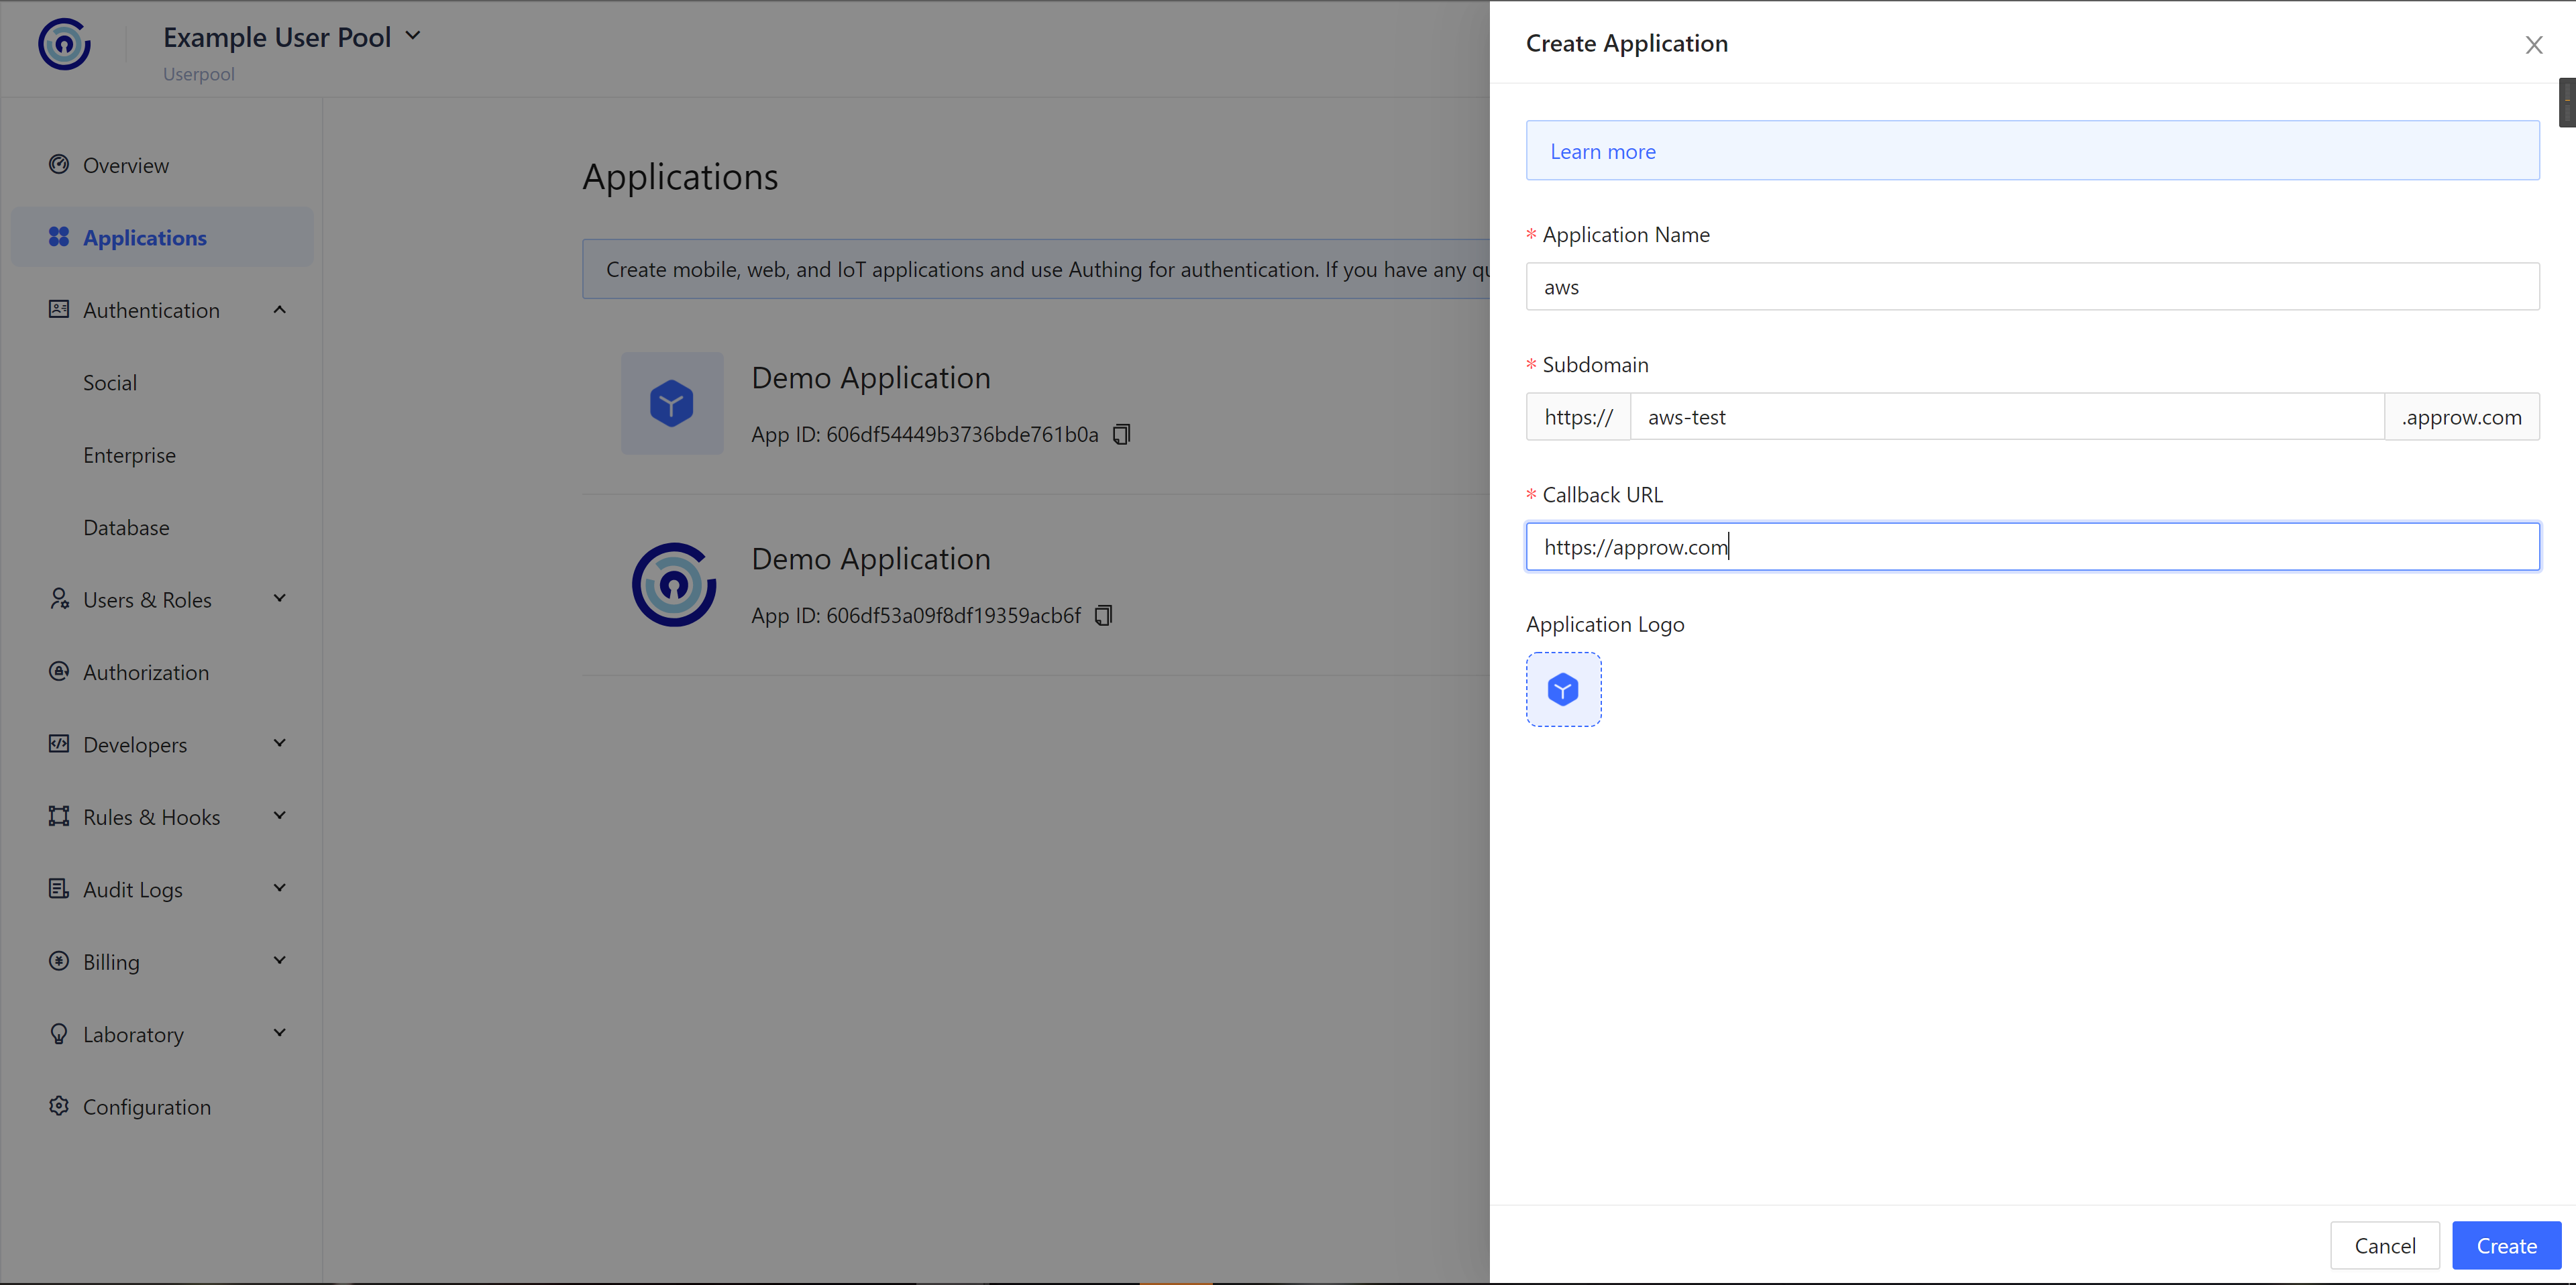 Example User Pool
Userpool
Overview
Applications
Authentication
Social
Enterprise
Database
Users & Roles
Authorization
Developers
Rules & Hooks
Audit Logs
Billing
Laboratory
Configuration
Applications
Create mobile, web, and IoT applications and use Authing for authentication. If you have any
Demo Application
App ID: 606df54449b3736bde761b0a
Demo Application
App ID: 606df53a09f8df19359acb6f
Create Application
Learn more
* Application Name
aws
* Subdomain
https:// aws-test .approw.com
* Callback URL
https://approw.com
Application Logo
Cancel Create